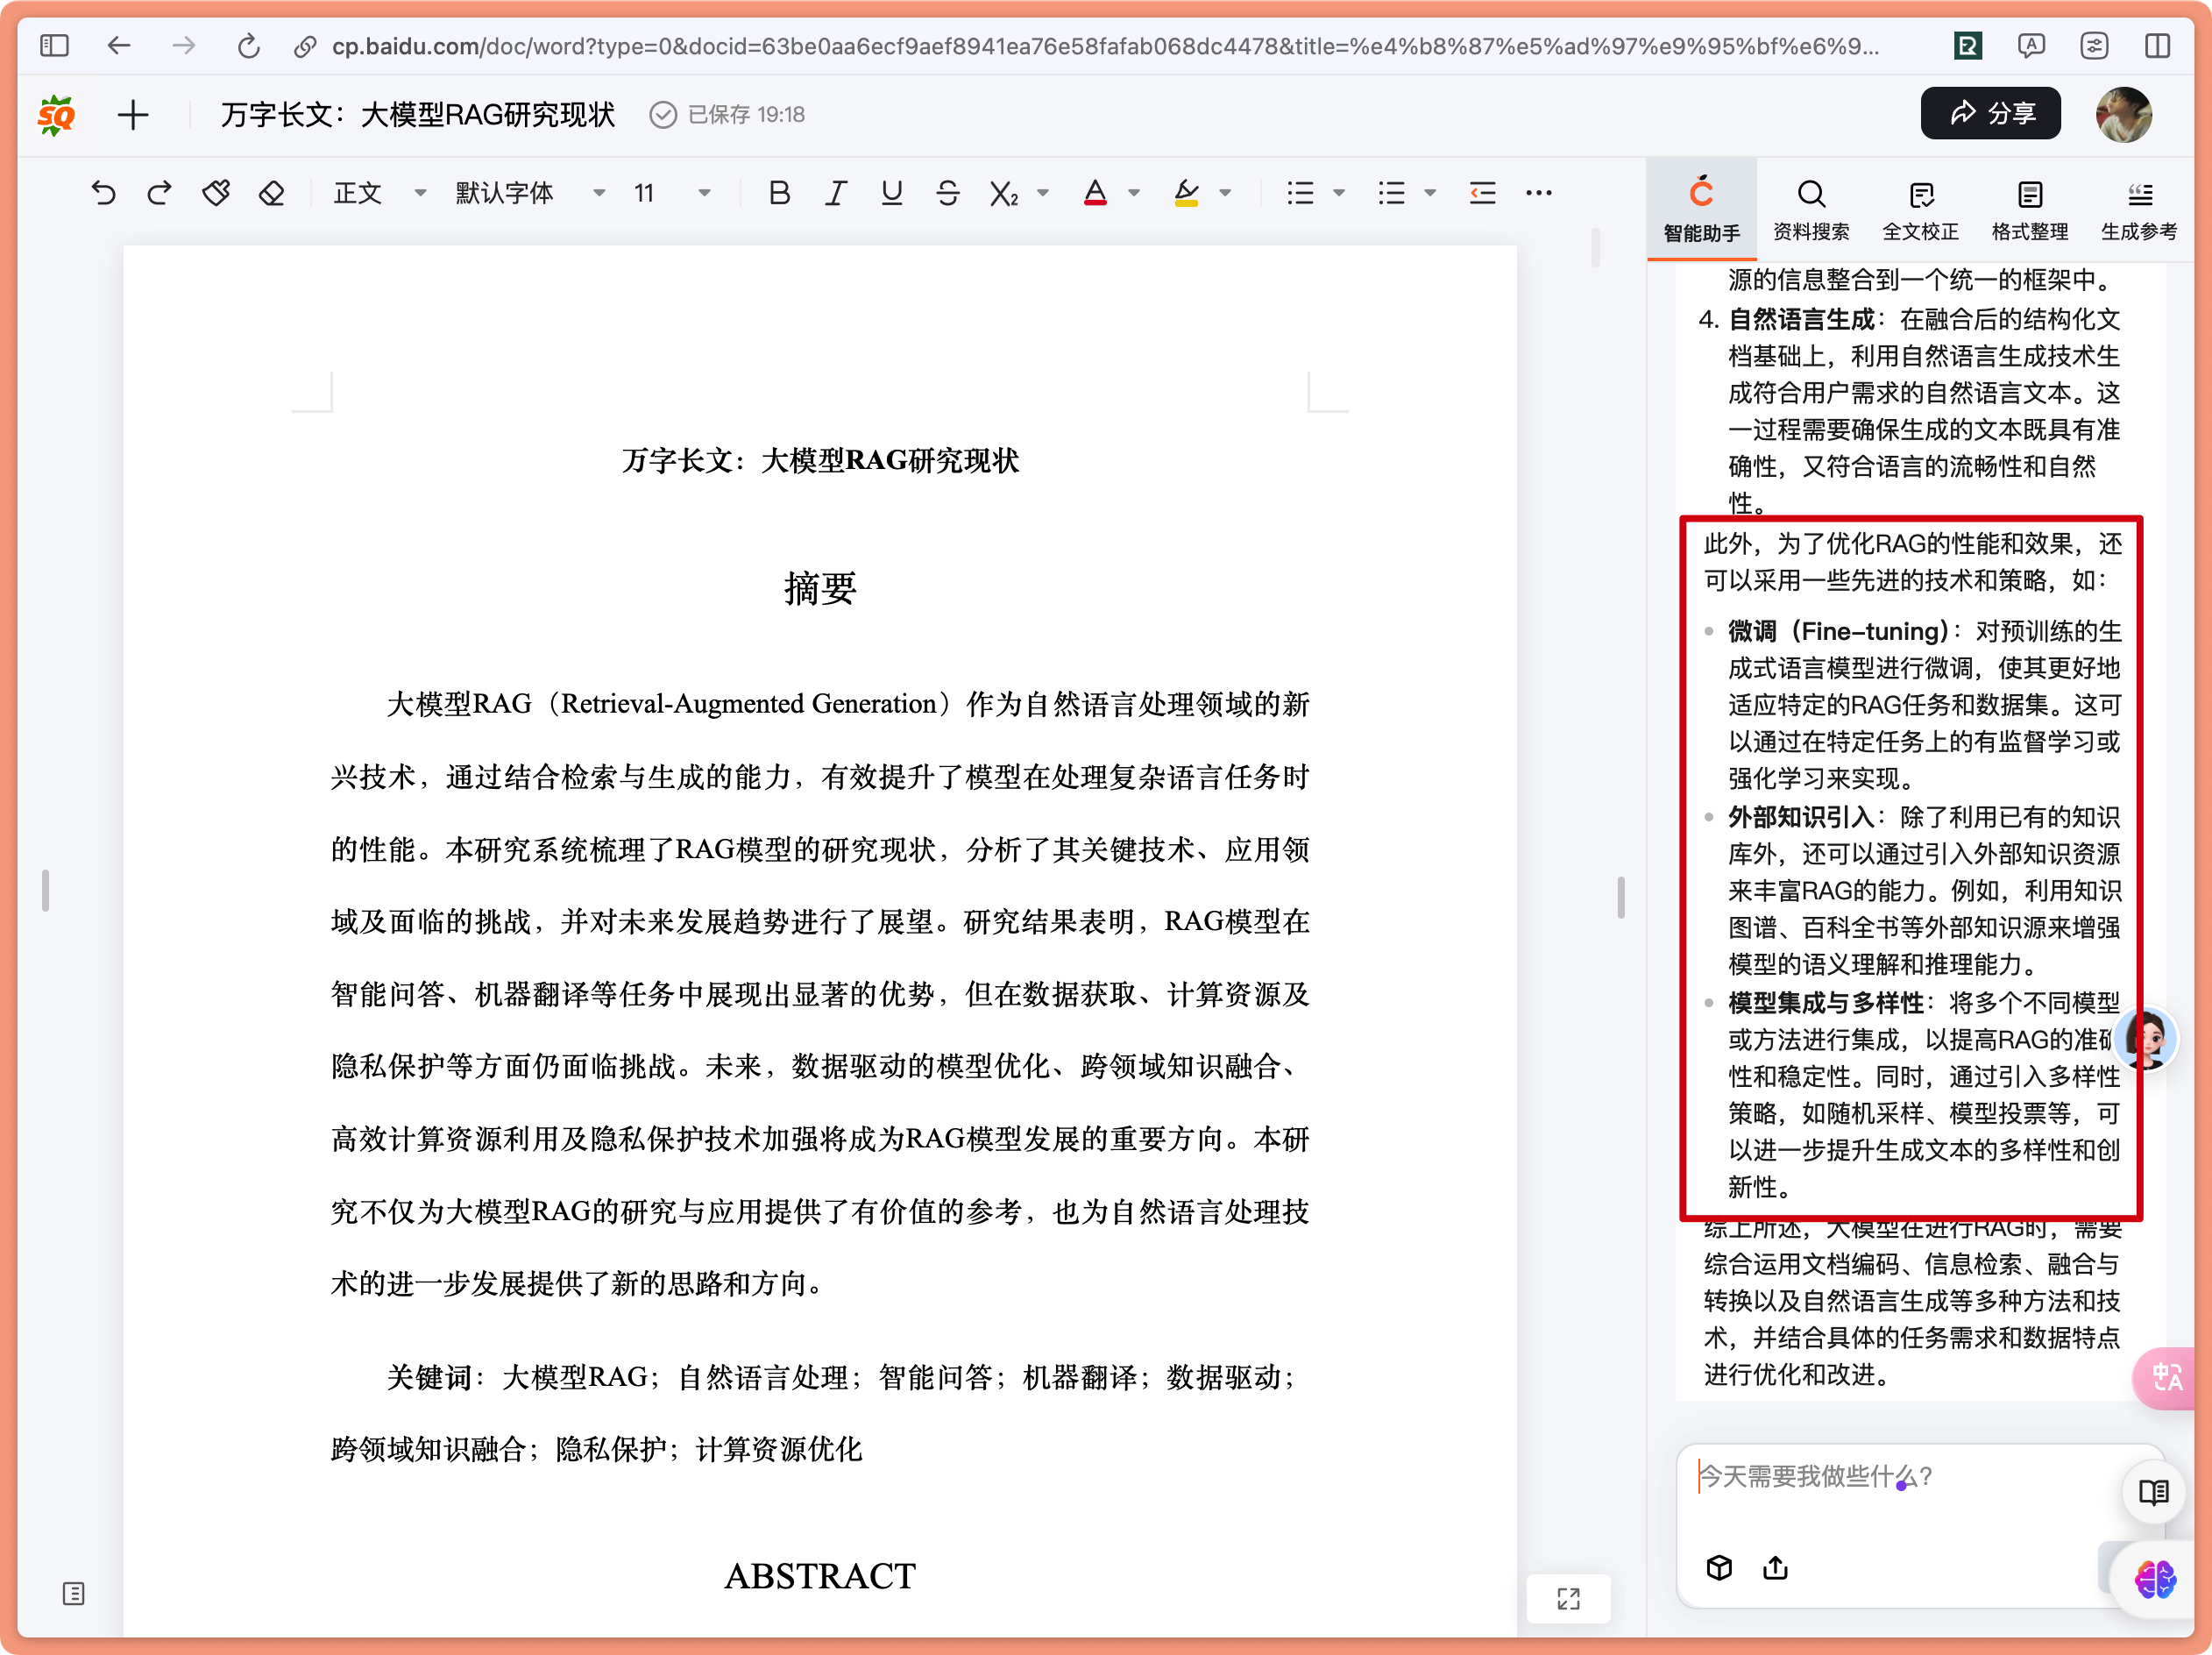 cp.baidu.com/doc/word?type=0&docid=63be0aa6ecf9aef8941ea76e58fafab068dc4478&title=%e4%b8%87%e5%ad%97%e9%95%bf%e6%9...
SQ
万字长文：大模型RAG研究现状
已保存 19:18
分享
正文
默认字体
11
智能助手
资料搜索
全文校正
格式整理
生成参考
万字长文：大模型RAG研究现状
摘要
大模型RAG（Retrieval-Augmented Generation）作为自然语言处理领域的新
兴技术，通过结合检索与生成的能力，有效提升了模型在处理复杂语言任务时
的性能。本研究系统梳理了RAG模型的研究现状，分析了其关键技术、应用领
域及面临的挑战，并对未来发展趋势进行了展望。研究结果表明，RAG模型在
智能问答、机器翻译等任务中展现出显著的优势，但在数据获取、计算资源及
隐私保护等方面仍面临挑战。未来，数据驱动的模型优化、跨领域知识融合、
高效计算资源利用及隐私保护技术加强将成为RAG模型发展的重要方向。本研
究不仅为大模型RAG的研究与应用提供了有价值的参考，也为自然语言处理技
术的进一步发展提供了新的思路和方向。
关键词：大模型RAG；自然语言处理；智能问答；机器翻译；数据驱动；
跨领域知识融合；隐私保护；计算资源优化
ABSTRACT
源的信息整合到一个统一的框架中。
4. 自然语言生成：在融合后的结构化文
档基础上，利用自然语言生成技术生
成符合用户需求的自然语言文本。这
一过程需要确保生成的文本既具有准
确性，又符合语言的流畅性和自然
性。
此外，为了优化RAG的性能和效果，还
可以采用一些先进的技术和策略，如：
微调（Fine-tuning）：对预训练的生
成式语言模型进行微调，使其更好地
适应特定的RAG任务和数据集。这可
以通过在特定任务上的有监督学习或
强化学习来实现。
外部知识引入：除了利用已有的知识
库外，还可以通过引入外部知识资源
来丰富RAG的能力。例如，利用知识
图谱、百科全书等外部知识源来增强
模型的语义理解和推理能力。
模型集成与多样性：将多个不同模型
或方法进行集成，以提高RAG的准确
性和稳定性。同时，通过引入多样性
策略，如随机采样、模型投票等，可
以进一步提升生成文本的多样性和创
新性。
综上所述，大模型在进行RAG时，需要
综合运用文档编码、信息检索、融合与
转换以及自然语言生成等多种方法和技
术，并结合具体的任务需求和数据特点
进行优化和改进。
今天需要我做些什么？